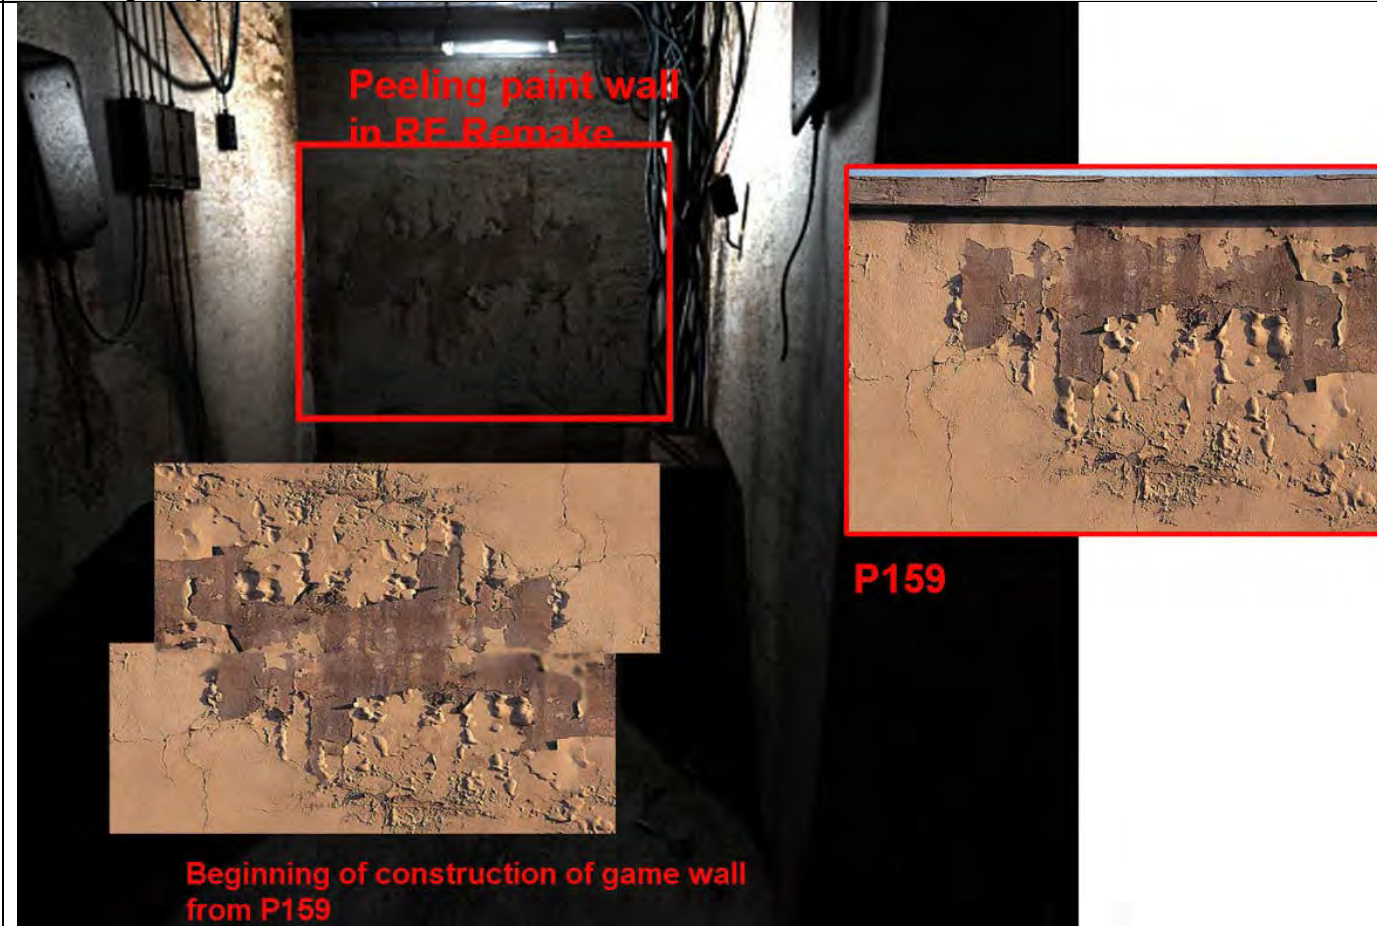 Peeling paint wall
in RE Remake
P159
Beginning of construction of game wall
from P159